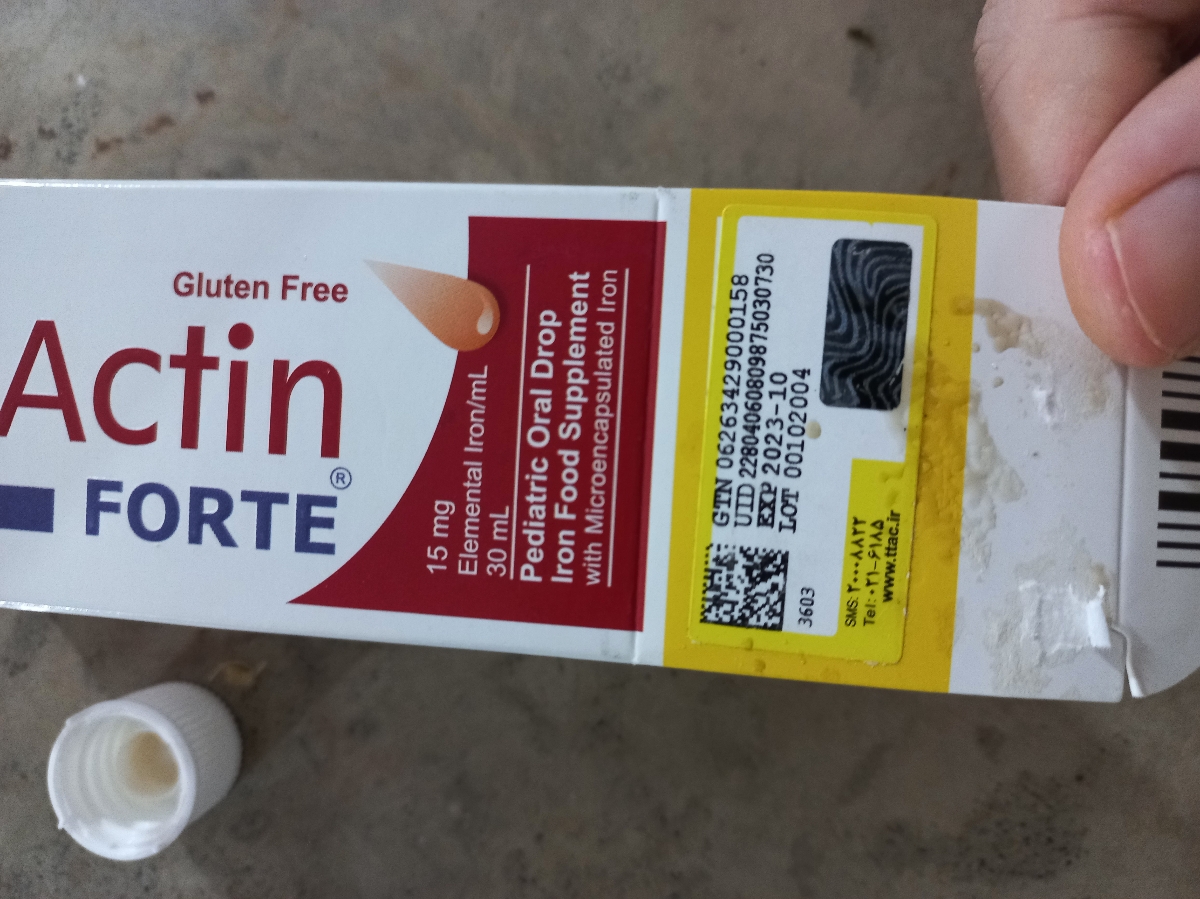 Gluten Free
Actin
FORTE®
15 mg
Elemental Iron/mL
30 mL
Pediatric Oral Drop
Iron Food Supplement
with Microencapsulated Iron
GTN 06263429000158
UID 22804060809875030730
EXP 2023-10
LOT 00102004
3603
SMS: ۲۰۰۰۸۸۲۲
Tel: ۰۲۱-۶۱۸۵
www.ttac.ir